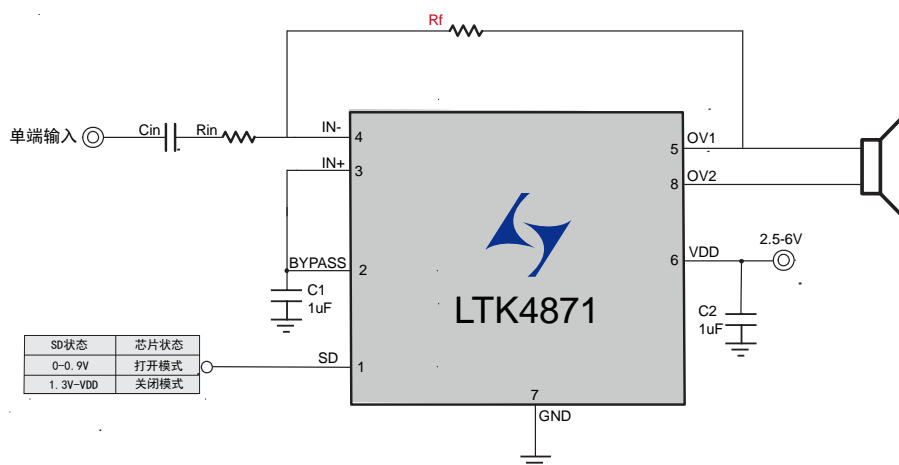 Rf
单端输入
Cin
Rin
IN-
4
IN+
3
5
OV1
8
OV2
BYPASS
2
C1
1uF
LTK4871
6
VDD
2.5-6V
C2
1uF
SD状态 芯片状态
0-0.9V 打开模式
1.3V-VDD 关闭模式
SD
1
7
GND